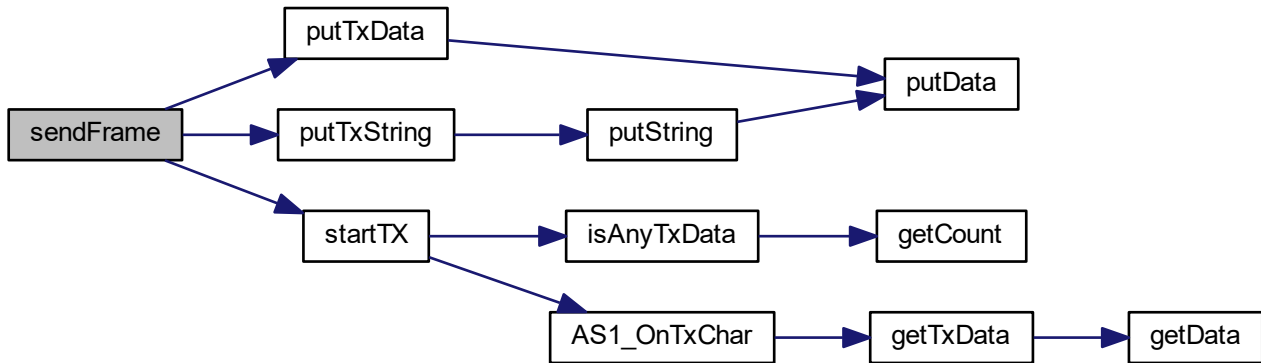 putTxData
putData
sendFrame
putTxString
putString
startTX
isAnyTxData
getCount
AS1_OnTxChar
getTxData
getData